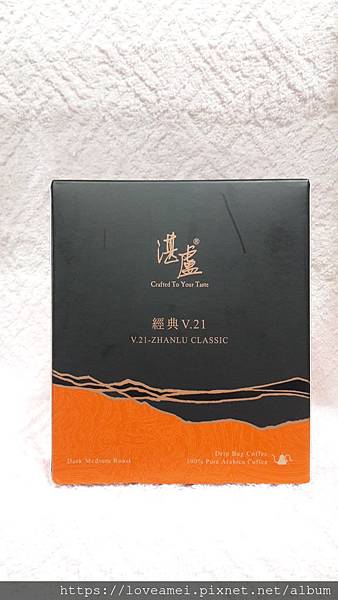 湛盧®
Crafted To Your Taste
經典 V.21
V.21-ZHANLU CLASSIC
Drip Bag Coffee
Dark Medium Roast
100% Pure Arabica Coffee
https://loveamei.pixnet.net/album